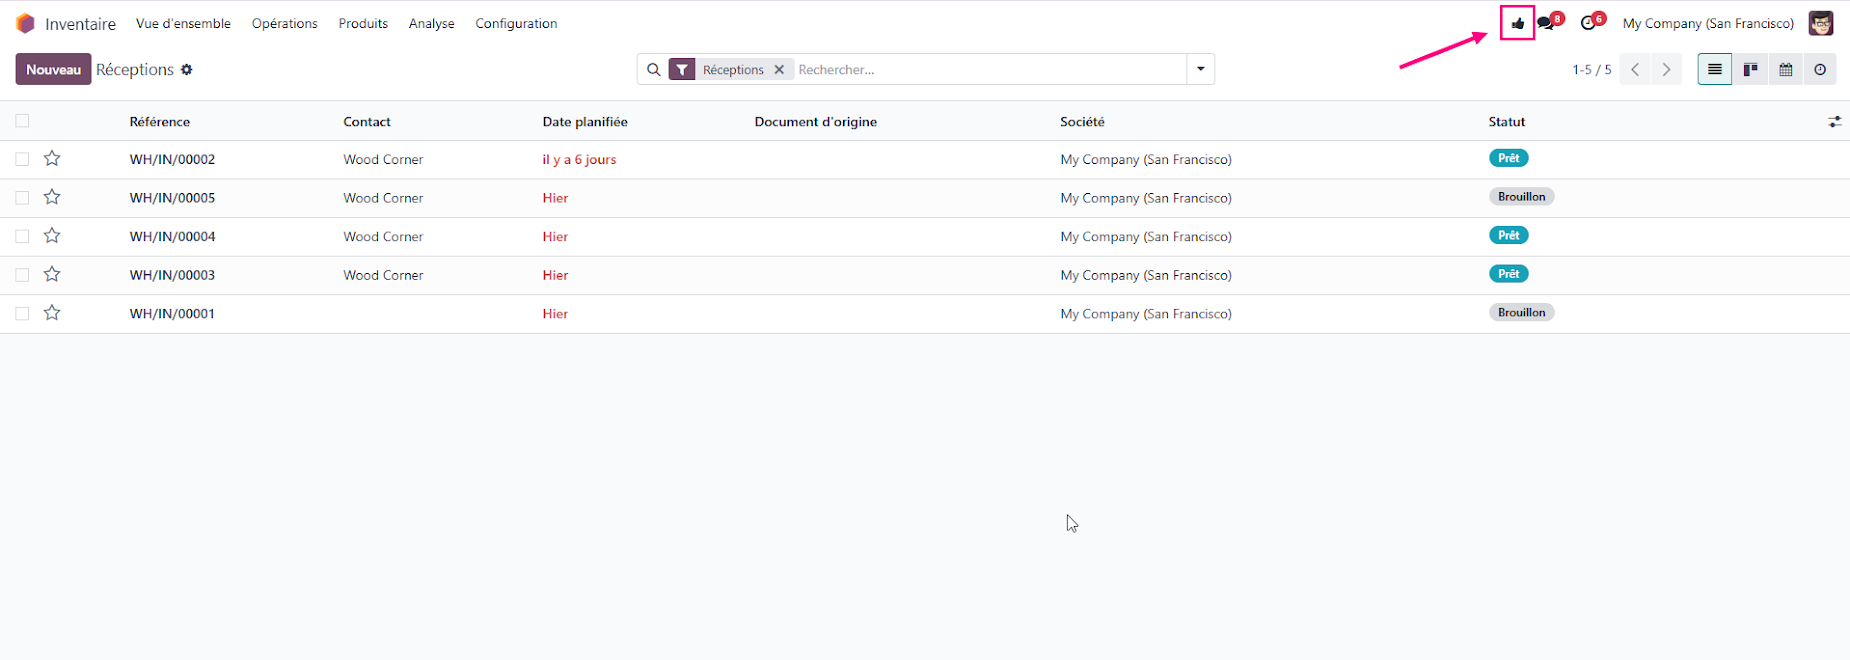 Inventaire Vue d'ensemble Opérations Produits Analyse Configuration 8 6 My Company (San Francisco)
Nouveau Réceptions Réceptions Rechercher... 1-5 / 5
Référence Contact Date planifiée Document d'origine Société Statut
WH/IN/00002 Wood Corner il y a 6 jours My Company (San Francisco) Prêt
WH/IN/00005 Wood Corner Hier My Company (San Francisco) Brouillon
WH/IN/00004 Wood Corner Hier My Company (San Francisco) Prêt
WH/IN/00003 Wood Corner Hier My Company (San Francisco) Prêt
WH/IN/00001 Hier My Company (San Francisco) Brouillon